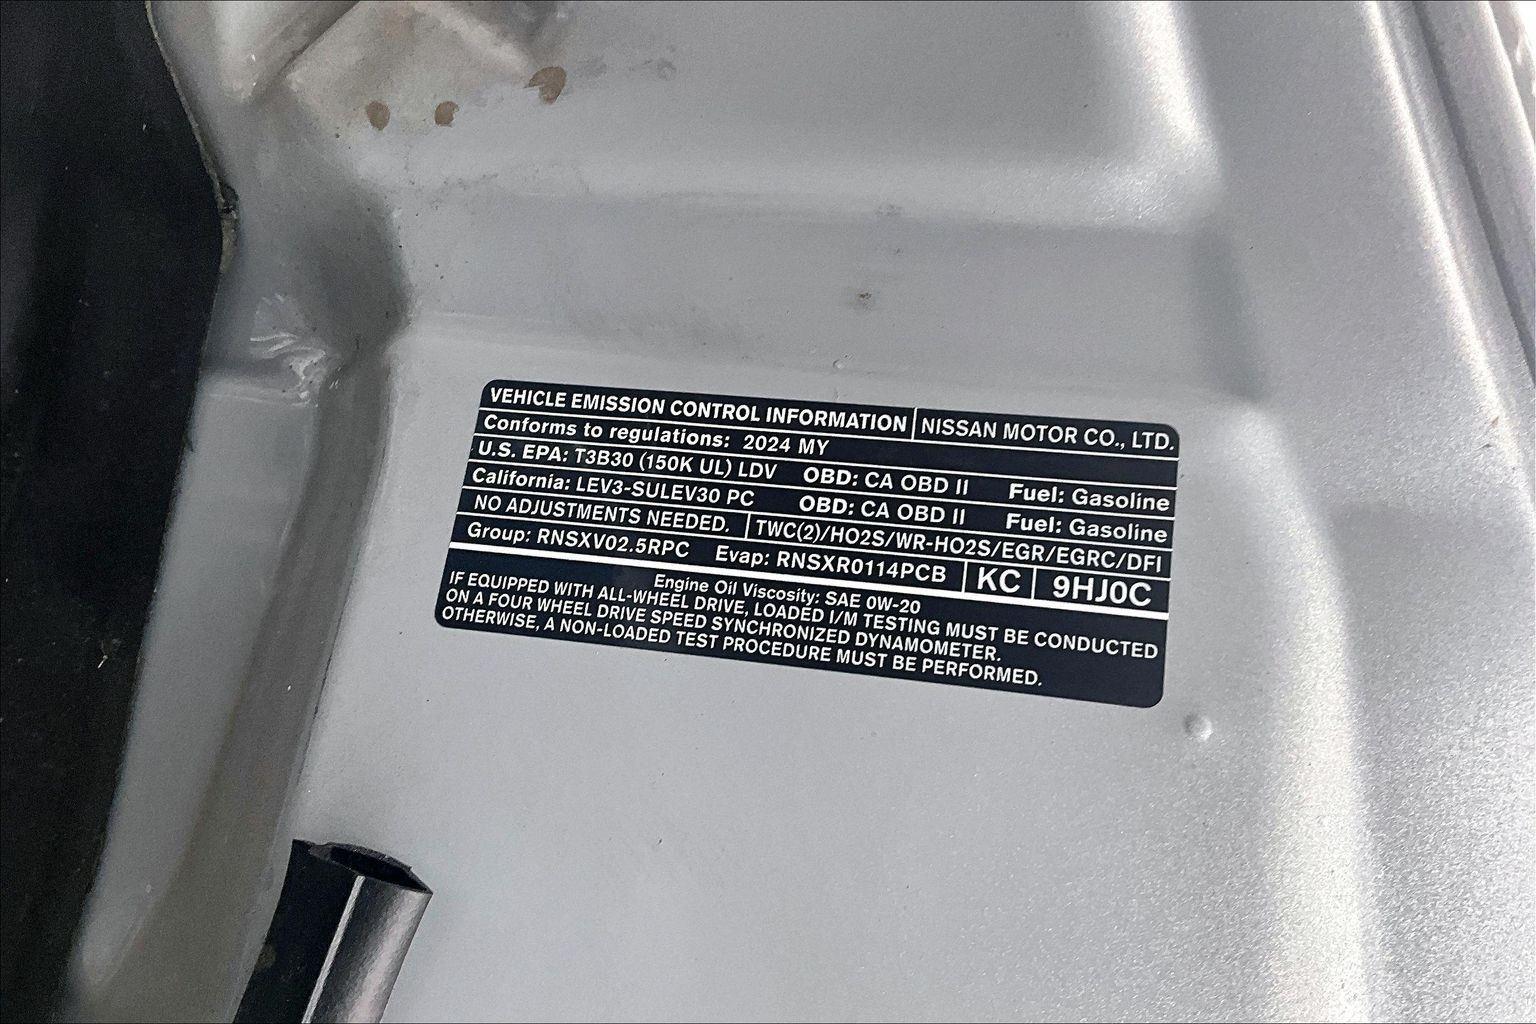 VEHICLE EMISSION CONTROL INFORMATION NISSAN MOTOR CO., LTD.
Conforms to regulations: 2024 MY
U.S. EPA: T3B30 (150K UL) LDV OBD: CA OBD II Fuel: Gasoline
California: LEV3-SULEV30 PC OBD: CA OBD II Fuel: Gasoline
NO ADJUSTMENTS NEEDED. TWC(2)/HO2S/WR-HO2S/EGR/EGRC/DFI
Group: RNSXV02.5RPC Evap: RNSXR0114PCB KC 9HJ0C
Engine Oil Viscosity: SAE 0W-20
IF EQUIPPED WITH ALL-WHEEL DRIVE, LOADED I/M TESTING MUST BE CONDUCTED
ON A FOUR WHEEL DRIVE SPEED SYNCHRONIZED DYNAMOMETER.
OTHERWISE, A NON-LOADED TEST PROCEDURE MUST BE PERFORMED.